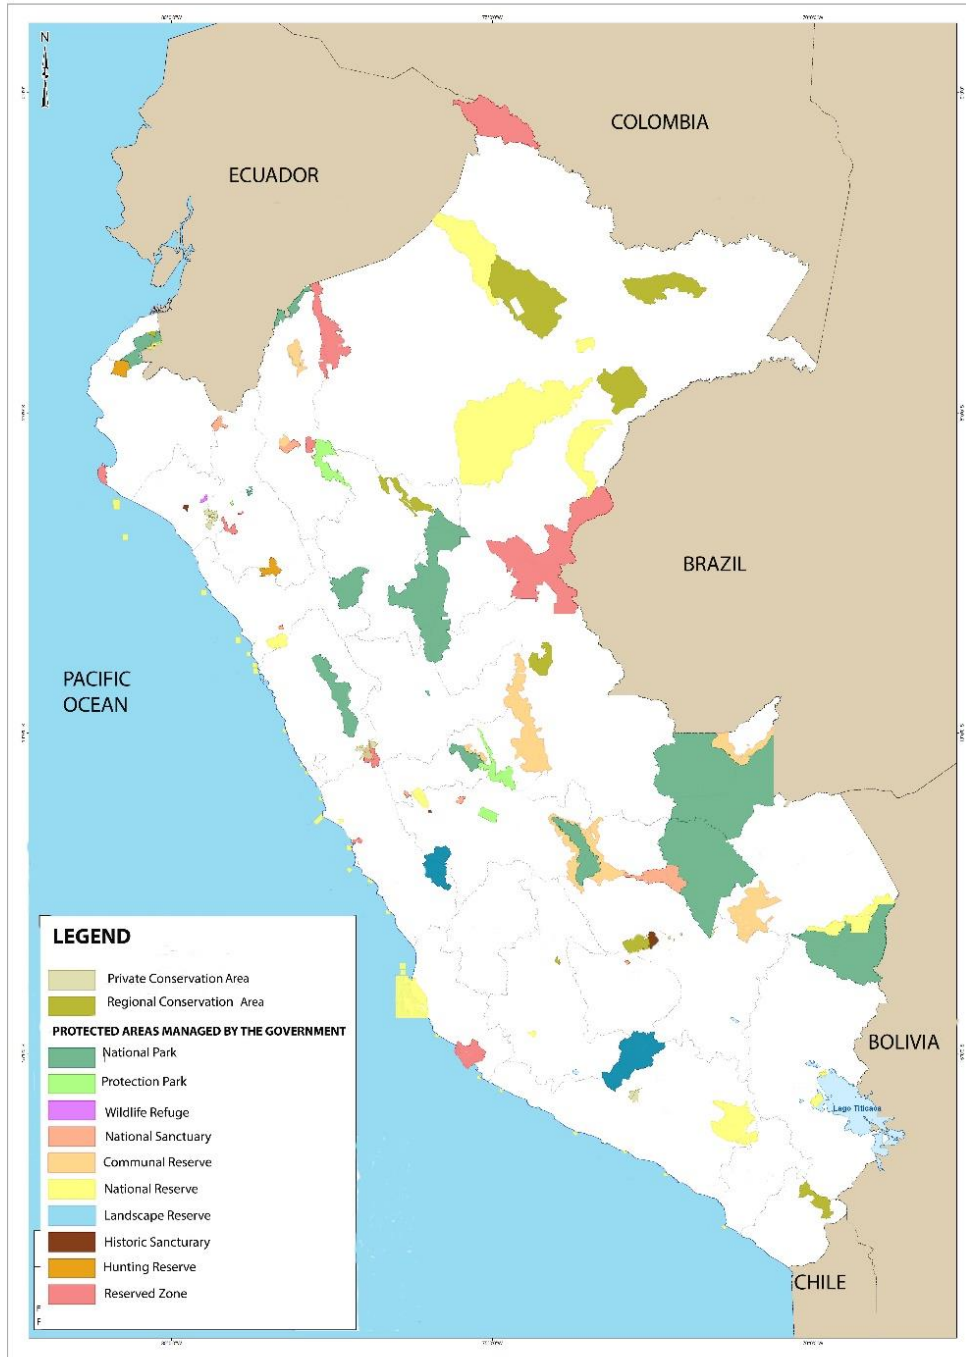 N
COLOMBIA
ECUADOR
BRAZIL
PACIFIC
OCEAN
BOLIVIA
Lago Titicaca
CHILE
LEGEND
Private Conservation Area
Regional Conservation Area
PROTECTED AREAS MANAGED BY THE GOVERNMENT
National Park
Protection Park
Wildlife Refuge
National Sanctuary
Communal Reserve
National Reserve
Landscape Reserve
Historic Sancturary
Hunting Reserve
Reserved Zone
P
F